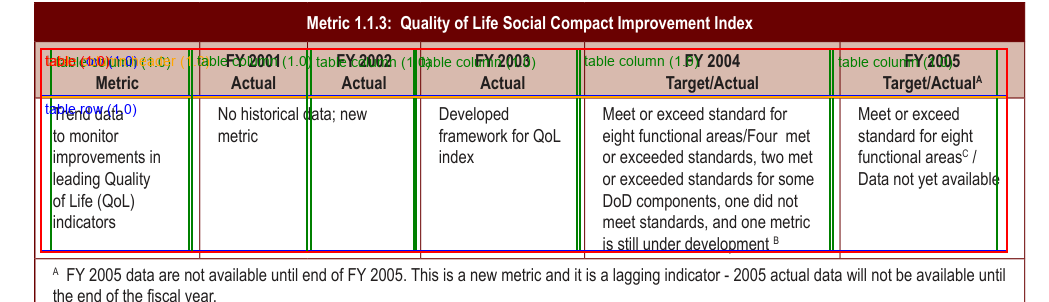 Metric 1.1.3: Quality of Life Social Compact Improvement Index
table row (1.0) table column (1.0) table column (1.0) table column (1.0) table column (1.0) table column (1.0) table column (1.0)
FY 2001 FY 2002 FY 2003 FY 2004 FY 2005
Metric Actual Actual Actual Target/Actual Target/Actualᴬ
table row (1.0)
Trend data No historical data; new Developed Meet or exceed standard for Meet or exceed
to monitor metric framework for QoL eight functional areas/Four met standard for eight
improvements in index or exceeded standards, two met functional areasᶜ /
leading Quality or exceeded standards for some Data not yet available
of Life (QoL) DoD components, one did not
indicators meet standards, and one metric
is still under development ᴮ
ᴬ FY 2005 data are not available until end of FY 2005. This is a new metric and it is a lagging indicator - 2005 actual data will not be available until
the end of the fiscal year.